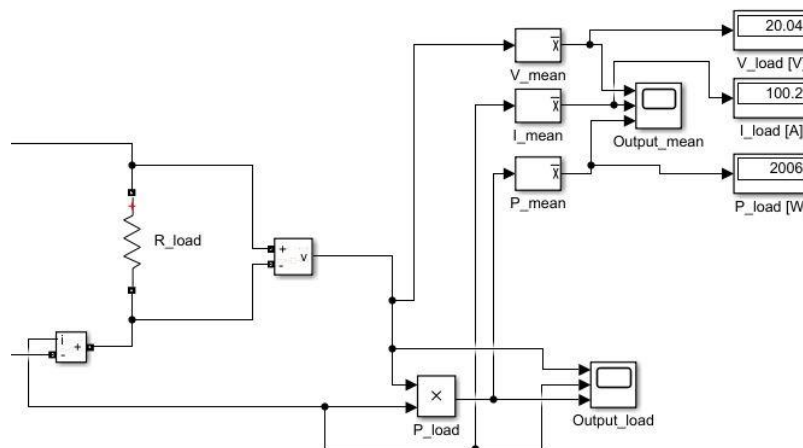 20.04
V_mean
V_load [V]
100.2
I_mean
Output_mean
I_load [A]
2006
P_mean
P_load [W
+
R_load
+
-
v
i
-
+
×
P_load
Output_load